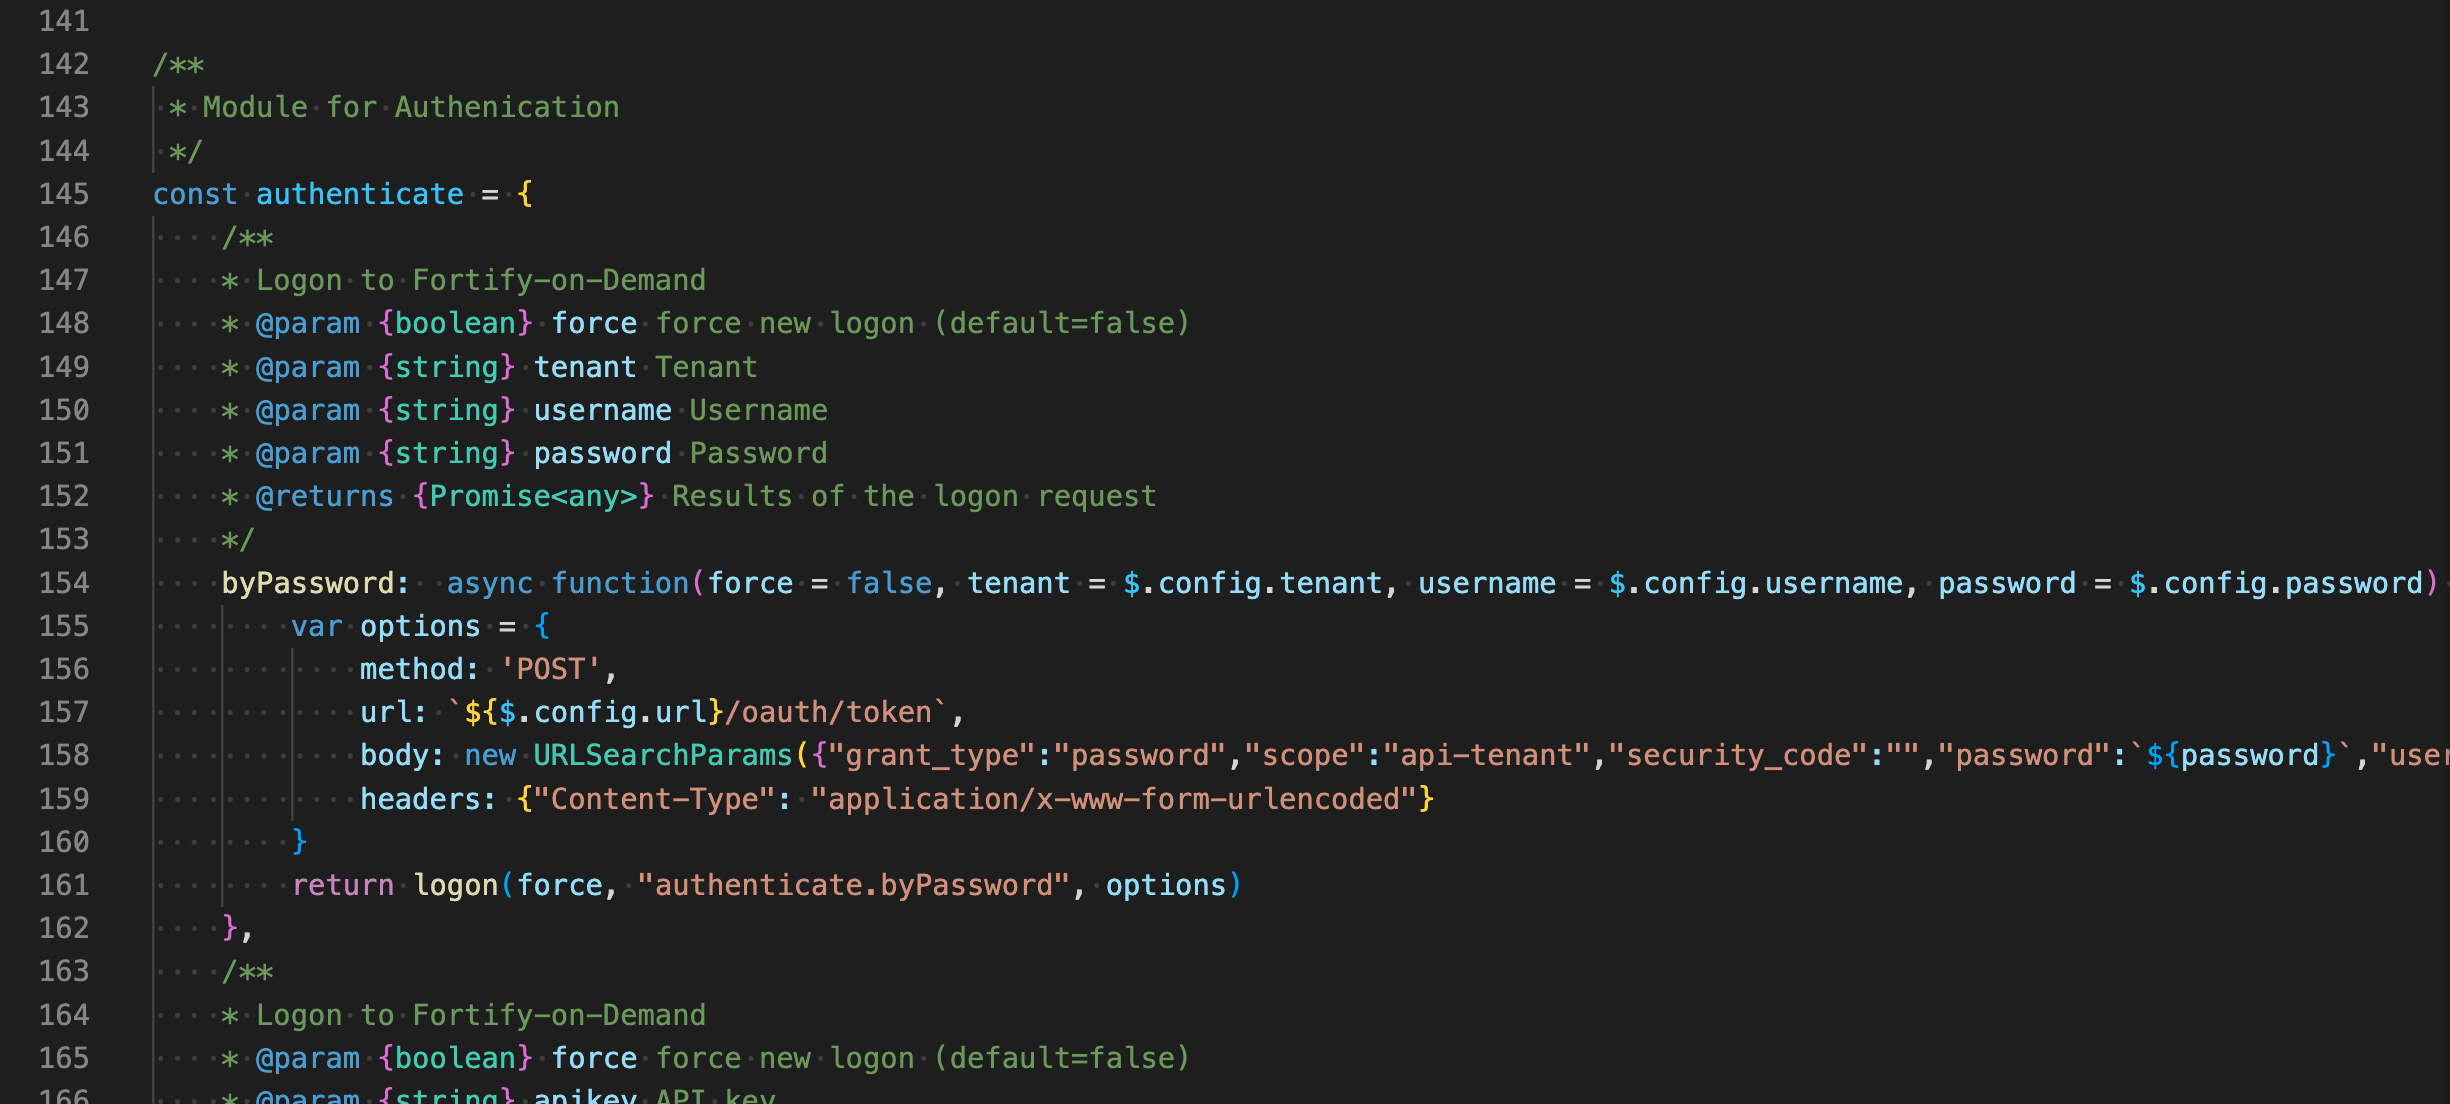 141
142 /**
143 * Module for Authenication
144 */
145 const authenticate = {
146 /**
147 * Logon to Fortify-on-Demand
148 * @param {boolean} force force new logon (default=false)
149 * @param {string} tenant Tenant
150 * @param {string} username Username
151 * @param {string} password Password
152 * @returns {Promise<any>} Results of the logon request
153 */
154 byPassword: async function(force = false, tenant = $.config.tenant, username = $.config.username, password = $.config.password)
155 var options = {
156 method: 'POST',
157 url: `${$.config.url}/oauth/token`,
158 body: new URLSearchParams({"grant_type":"password","scope":"api-tenant","security_code":"","password":`${password}`,"user
159 headers: {"Content-Type": "application/x-www-form-urlencoded"}
160 }
161 return logon(force, "authenticate.byPassword", options)
162 },
163 /**
164 * Logon to Fortify-on-Demand
165 * @param {boolean} force force new logon (default=false)
166 * @param {string} apikey API key